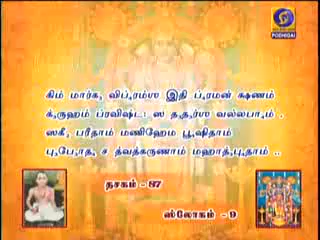 PODHIGAI
கிம் மார்க, விப்,ரம்ஸ இதி ப்,ரமன் க்ஷணம்
க்,ருஹம் ப்ரவிஷ்ட: ஸ த,த,ர்ஸ வல்லபா,ம் .
ஸகீ, பரீதாம் மணிஹேம பூ,ஷிதாம்
பு,போ,த, ச த்வத்கருணாம் மஹாத்,பு,தாம் ..
தசகம் - 87
ஸ்லோகம் - 9